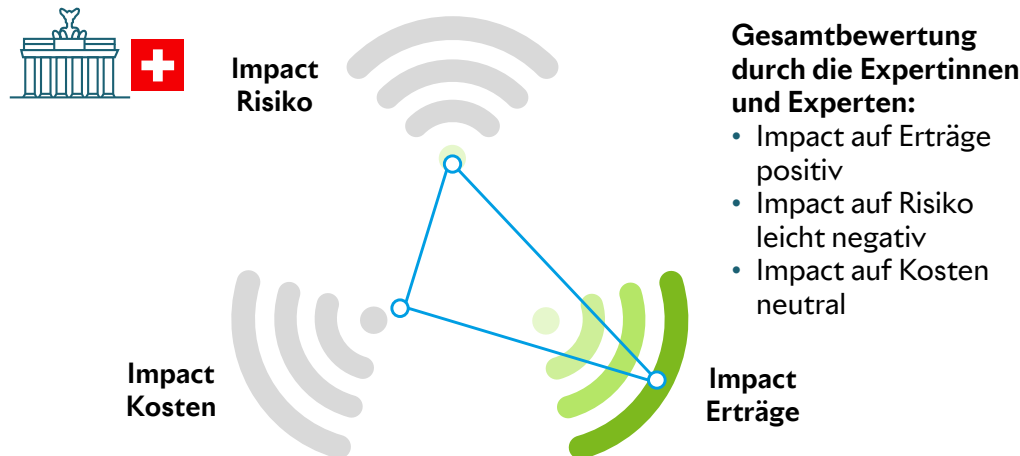 Impact
Risiko
Gesamtbewertung
durch die Expertinnen
und Experten:
• Impact auf Erträge
positiv
• Impact auf Risiko
leicht negativ
• Impact auf Kosten
neutral
Impact
Kosten
Impact
Erträge